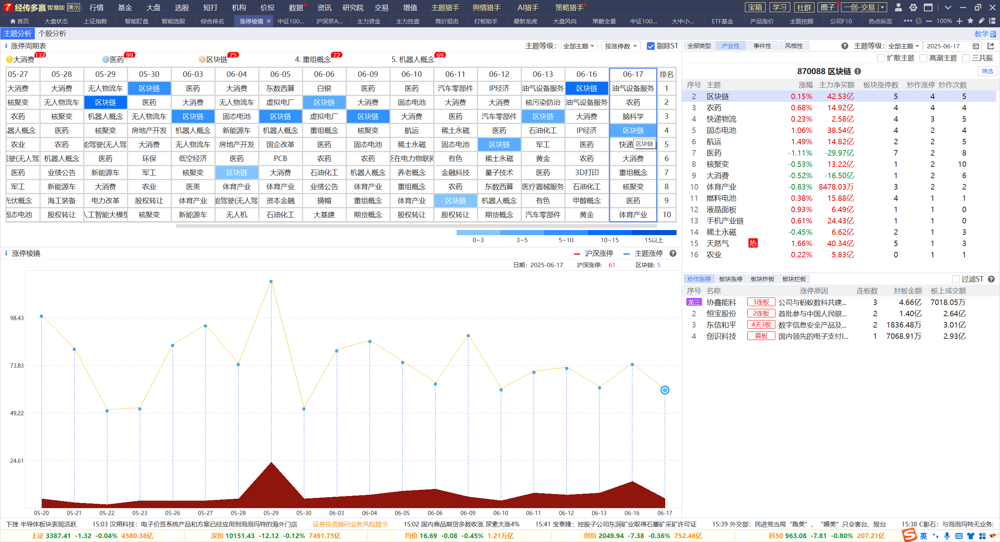 经传多赢 智尊版 演示 行情 基金 大盘 选股 短打 机构 价投 数据 资讯 研究院 交易 增值 主题猎手 舆情猎手 AI猎手 策略猎手 宝箱 学习 社群 圈子 一创-交易
首页 大盘状态 上证指数 智能盯盘 智能选股 综合排名 涨停棱镜 中证100... 沪深京A... 主力资金 主力控盘 竞价狙击 打板助手 最新龙虎 大盘风向 策略全景 中证100... 大中小... ETF基金 产品涨价 主题挖掘 公司F10 热点纵览 100%
主题分析 个股分析 教学
涨停周期表 主题等级: 全部主题 按涨停数 剔除ST
1 大消费 132 2 医药 99 3 区块链 75 4. 重组概念 72 5. 机器人概念 69
05-27 05-28 05-29 05-30 06-03 06-04 06-05 06-06 06-09 06-10 06-11 06-12 06-13 06-16 06-17 排名
大消费 大消费 无人物流车 区块链 医药 大消费 东数西算 白银 医药 医药 汽车零部件 IP经济 油气设备服务 区块链 油气设备服务 1
核聚变 无人物流车 区块链 医药 大消费 无人物流车 虚拟电厂 区块链 大消费 固态电池 大消费 大消费 核污染防治 油气设备服务 农药 2
农药 核聚变 机器人概念 无人物流车 区块链 固态电池 区块链 虚拟电厂 区块链 大消费 医药 汽车零部件 区块链 大消费 脑科学 3
器人概念 医药 核聚变 房地产开发 机器人概念 新能源车 机器人概念 重组概念 核聚变 航运 稀土永磁 医药 石油化工 IP经济 区块链 4
农业 农药 能驾驶(无人驾 大消费 无人物流车 房地产开发 国企改革 医药 固态电池 稀土永磁 固态电池 区块链 军工 医药 快递 区块链 5
驾驶(无人驾 机器人概念 医药 环保 低空经济 医药 PCB 农药 农药 泛在电力物联网 有色 稀土永磁 黄金 农药 大消费 6
医药 业绩公告 新能源车 军工 核聚变 区块链 大消费 石油化工 机器人概念 养老概念 金融科技 量子技术 医药 3D打印 重组概念 7
军工 新能源车 大消费 农业 医美 体育产业 体育产业 业绩公告 体育产业 重组概念 农药 东数西算 医疗器械服务 石油化工 核聚变 8
光伏概念 海工装备 电力改革 股权转让 体育产业 能驾驶(无人驾 资本金融 摘帽 重组概念 体育产业 区块链 机器人概念 有色 甲醇概念 医药 9
固态电池 股权转让 人工智能大模型 核聚变 新能源车 无人机 石油化工 大基建 期货概念 股权转让 股权转让 期货概念 汽车零部件 黄金 体育产业 10
0~3 3~5 5~10 10~15 15以上
涨停棱镜 沪深涨停 主题涨停
日期: 2025-06-17 沪深涨停: 61 区块链: 5
98.43
73.83
49.22
24.61
05-20 05-21 05-22 05-23 05-26 05-27 05-28 05-29 05-30 06-03 06-04 06-05 06-06 06-09 06-10 06-11 06-12 06-13 06-16 06-17
全部类型 产业性 事件性 风格性 主题等级: 全部主题 2025-06-17
扩散主题 高潮主题 三共振
870088 区块链 筛选
序号 主题 涨幅 主力净买额 板块涨停数 炒作涨停 炒作次数
2 区块链 0.15% 42.53亿 5 4 5
3 农药 0.68% 14.92亿 4 4 4
4 快递物流 0.23% 2.58亿 4 3 5
5 固态电池 1.06% 38.54亿 4 2 4
6 航运 1.49% 14.82亿 2 2 5
7 医药 -1.11% -29.97亿 7 2 8
8 核聚变 -0.53% 13.22亿 1 2 10
9 大消费 -0.52% -16.50亿 1 2 6
10 体育产业 -0.83% 8478.03万 3 2 2
11 燃料电池 0.38% 15.88亿 4 1 1
12 液晶面板 0.93% 6.49亿 1 1 0
13 手机产业链 0.61% 24.43亿 1 1 0
14 稀土永磁 -0.45% 6.62亿 2 1 3
15 天然气 热 1.66% 40.34亿 5 1 3
16 农业 0.22% 5.83亿 0 1 1
炒作涨停 板块涨停 板块炸板 板块烂板 过滤ST
序号 名称 涨停原因 连板数 封板金额 板上成交额
龙三 协鑫能科 3连板 公司与蚂蚁数科共建... 3 4.66亿 7018.05万
2 恒宝股份 2连板 首批参与中国人民银... 2 1.40亿 2.64亿
3 东信和平 4天3板 数字信息安全产品及... 2 1836.48万 3.01亿
4 创识科技 首板 国内领先的电子支付I... 1 7068.91万 2.93亿
下挫 半导体板块表现活跃 15:03 汉朔科技: 电子价签系统产品和方案已经应用到泡泡玛特的海外门店 证券投资顾问业务风险提示 15:02 国内商品期货多数收涨 尿素大涨4% 15:41 宝泰隆: 控股子公司东润矿业取得石墨矿采矿许可证 15:39 外交部: 民进党当局“跪美”、“媚美”只会害台、毁台 15:38 C影石: 与泡泡玛特无业务
上证 3387.41 -1.32 -0.04% 4580.38亿 深指 10151.43 -12.12 -0.12% 7491.75亿 均价 16.69 -0.08 -0.45% 1.21万亿 创指 2049.94 -7.38 -0.36% 752.46亿 科50 963.08 -7.81 -0.80% 207.21亿 英